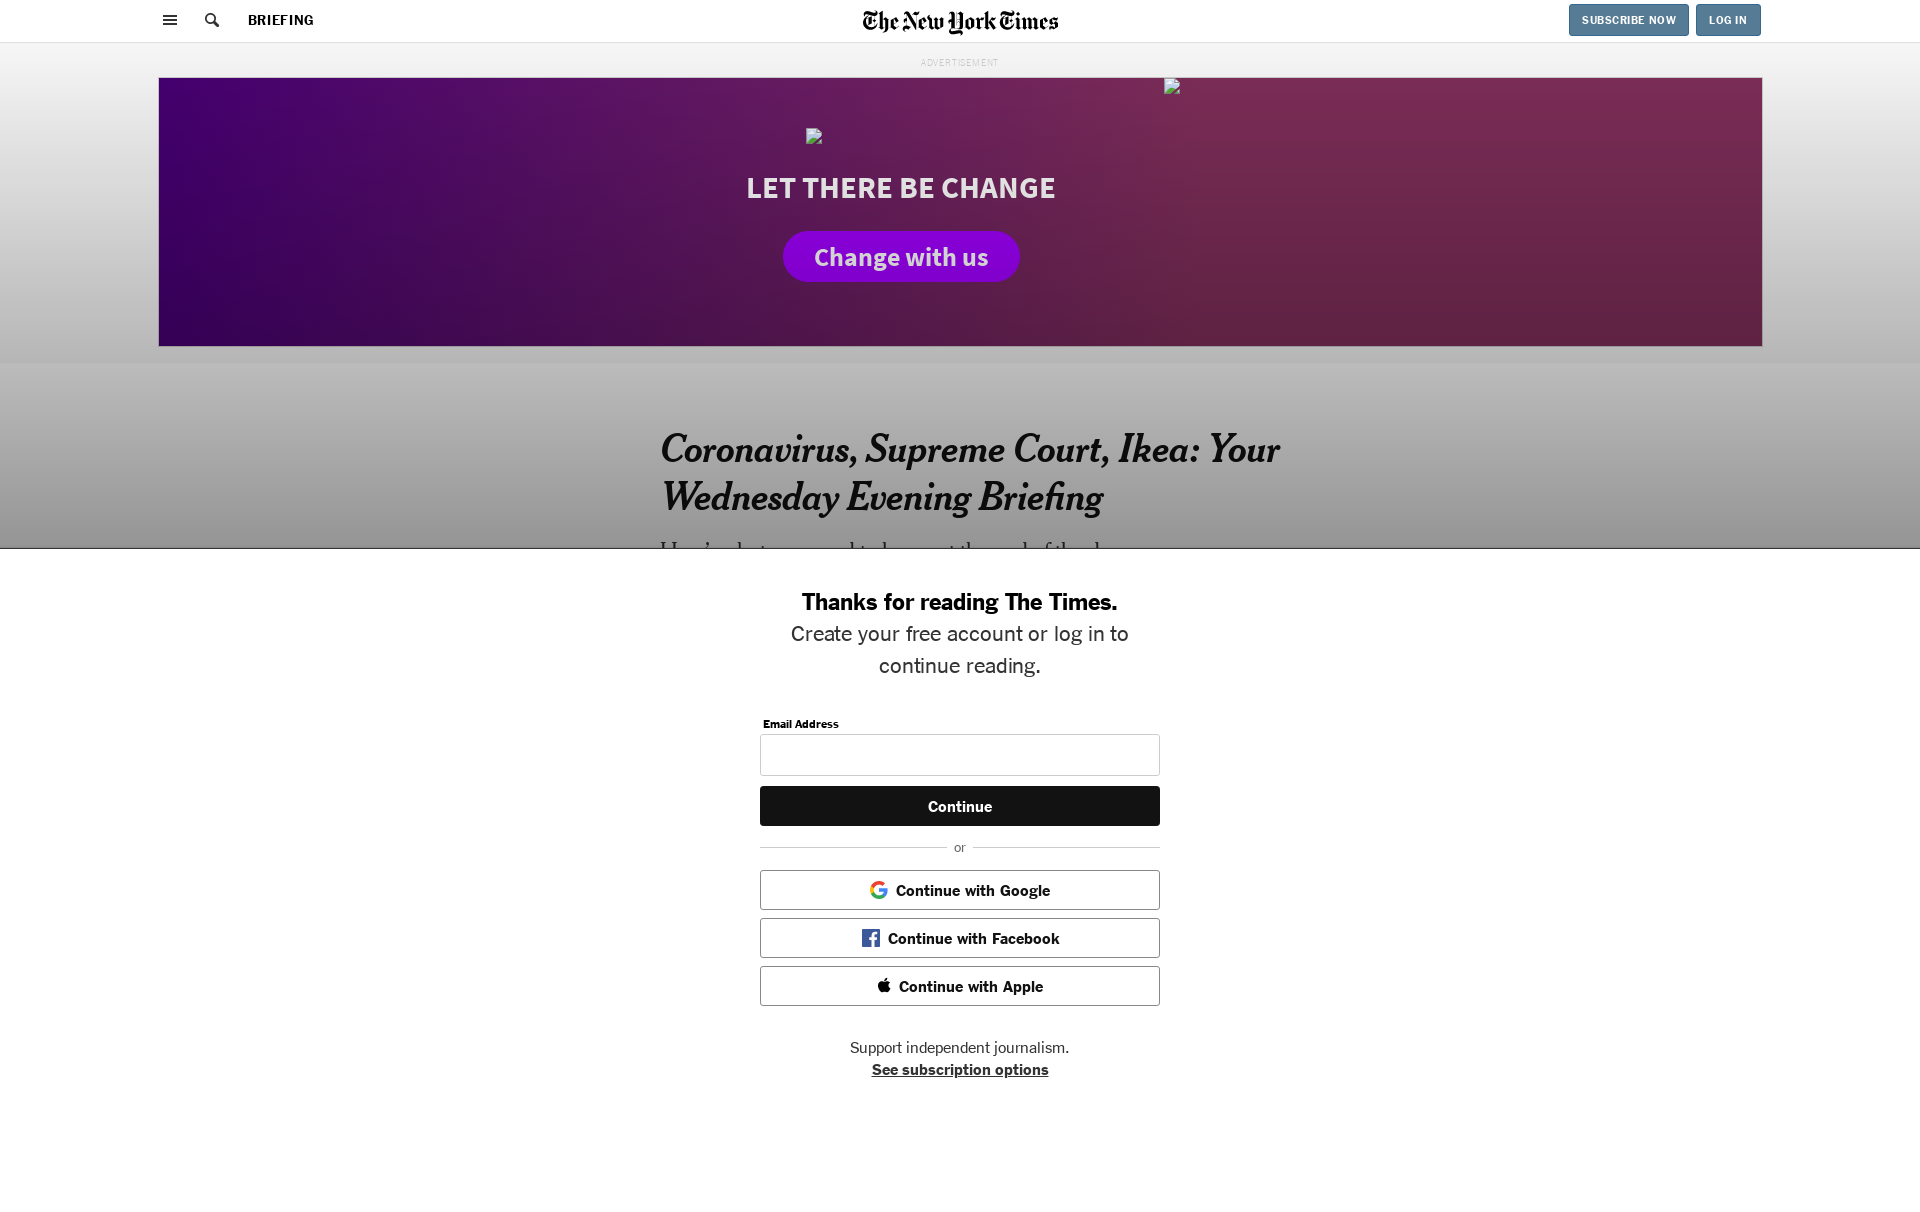 BRIEFING
The New York Times
SUBSCRIBE NOW
LOG IN
ADVERTISEMENT
LET THERE BE CHANGE
Change with us
Coronavirus, Supreme Court, Ikea: Your
Wednesday Evening Briefing
Thanks for reading The Times.
Create your free account or log in to
continue reading.
Email Address
Continue
or
Continue with Google
Continue with Facebook
Continue with Apple
Support independent journalism.
See subscription options